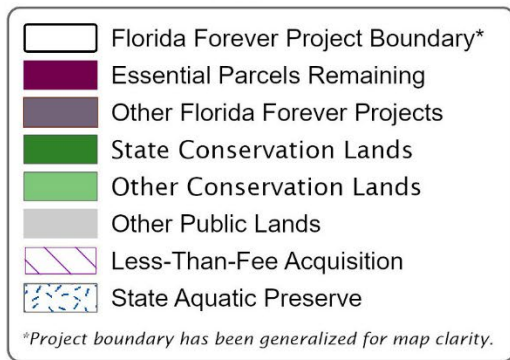 Florida Forever Project Boundary*
Essential Parcels Remaining
Other Florida Forever Projects
State Conservation Lands
Other Conservation Lands
Other Public Lands
Less-Than-Fee Acquisition
State Aquatic Preserve
*Project boundary has been generalized for map clarity.